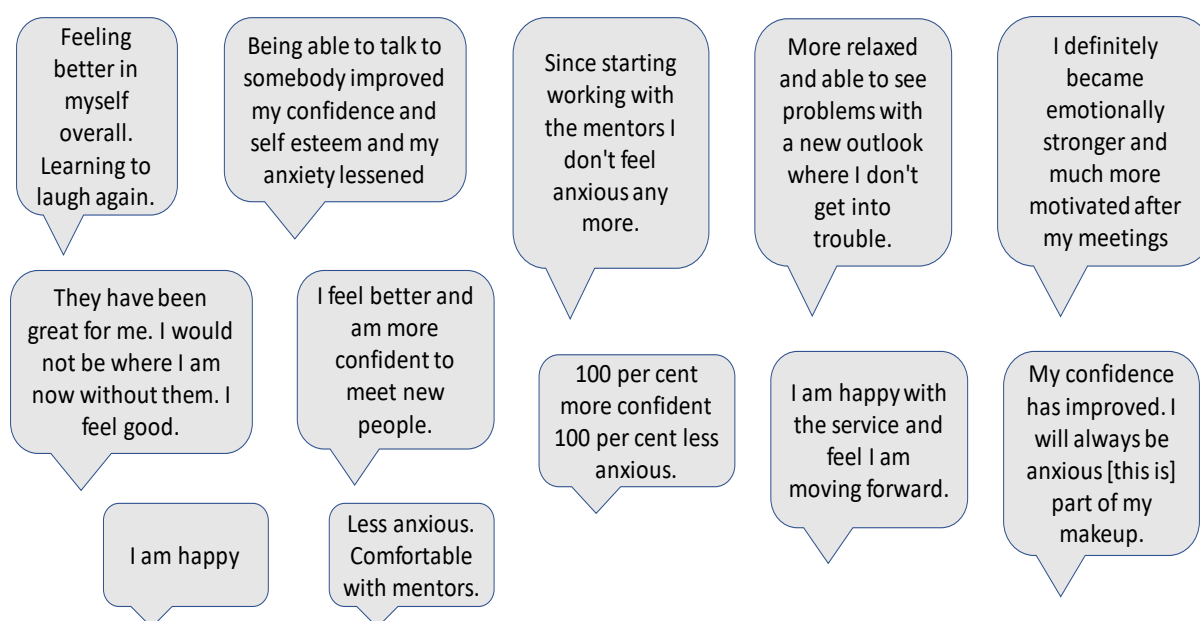 Feeling
better in
myself
overall.
Learning to
laugh again.
Being able to talk to
somebody improved
my confidence and
self esteem and my
anxiety lessened
Since starting
working with
the mentors I
don't feel
anxious any
more.
More relaxed
and able to see
problems with
a new outlook
where I don't
get into
trouble.
I definitely
became
emotionally
stronger and
much more
motivated after
my meetings
They have been
great for me. I would
not be where I am
now without them. I
feel good.
I feel better and
am more
confident to
meet new
people.
100 per cent
more confident
100 per cent less
anxious.
I am happy with
the service and
feel I am
moving forward.
My confidence
has improved. I
will always be
anxious [this is]
part of my
makeup.
I am happy
Less anxious.
Comfortable
with mentors.